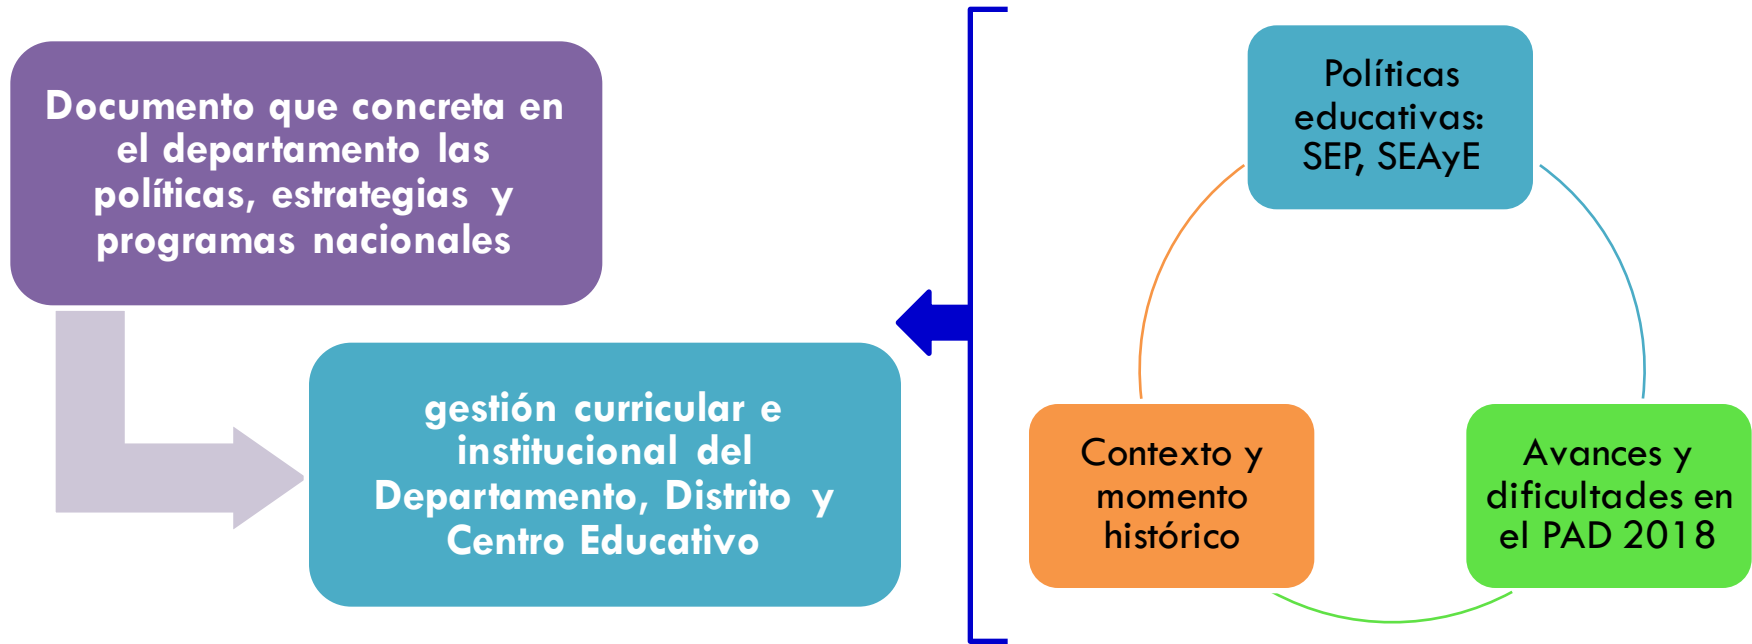 Documento que concreta en
el departamento las
políticas, estrategias y
programas nacionales
gestión curricular e
institucional del
Departamento, Distrito y
Centro Educativo
Políticas
educativas:
SEP, SEAyE
Contexto y
momento
histórico
Avances y
dificultades en
el PAD 2018